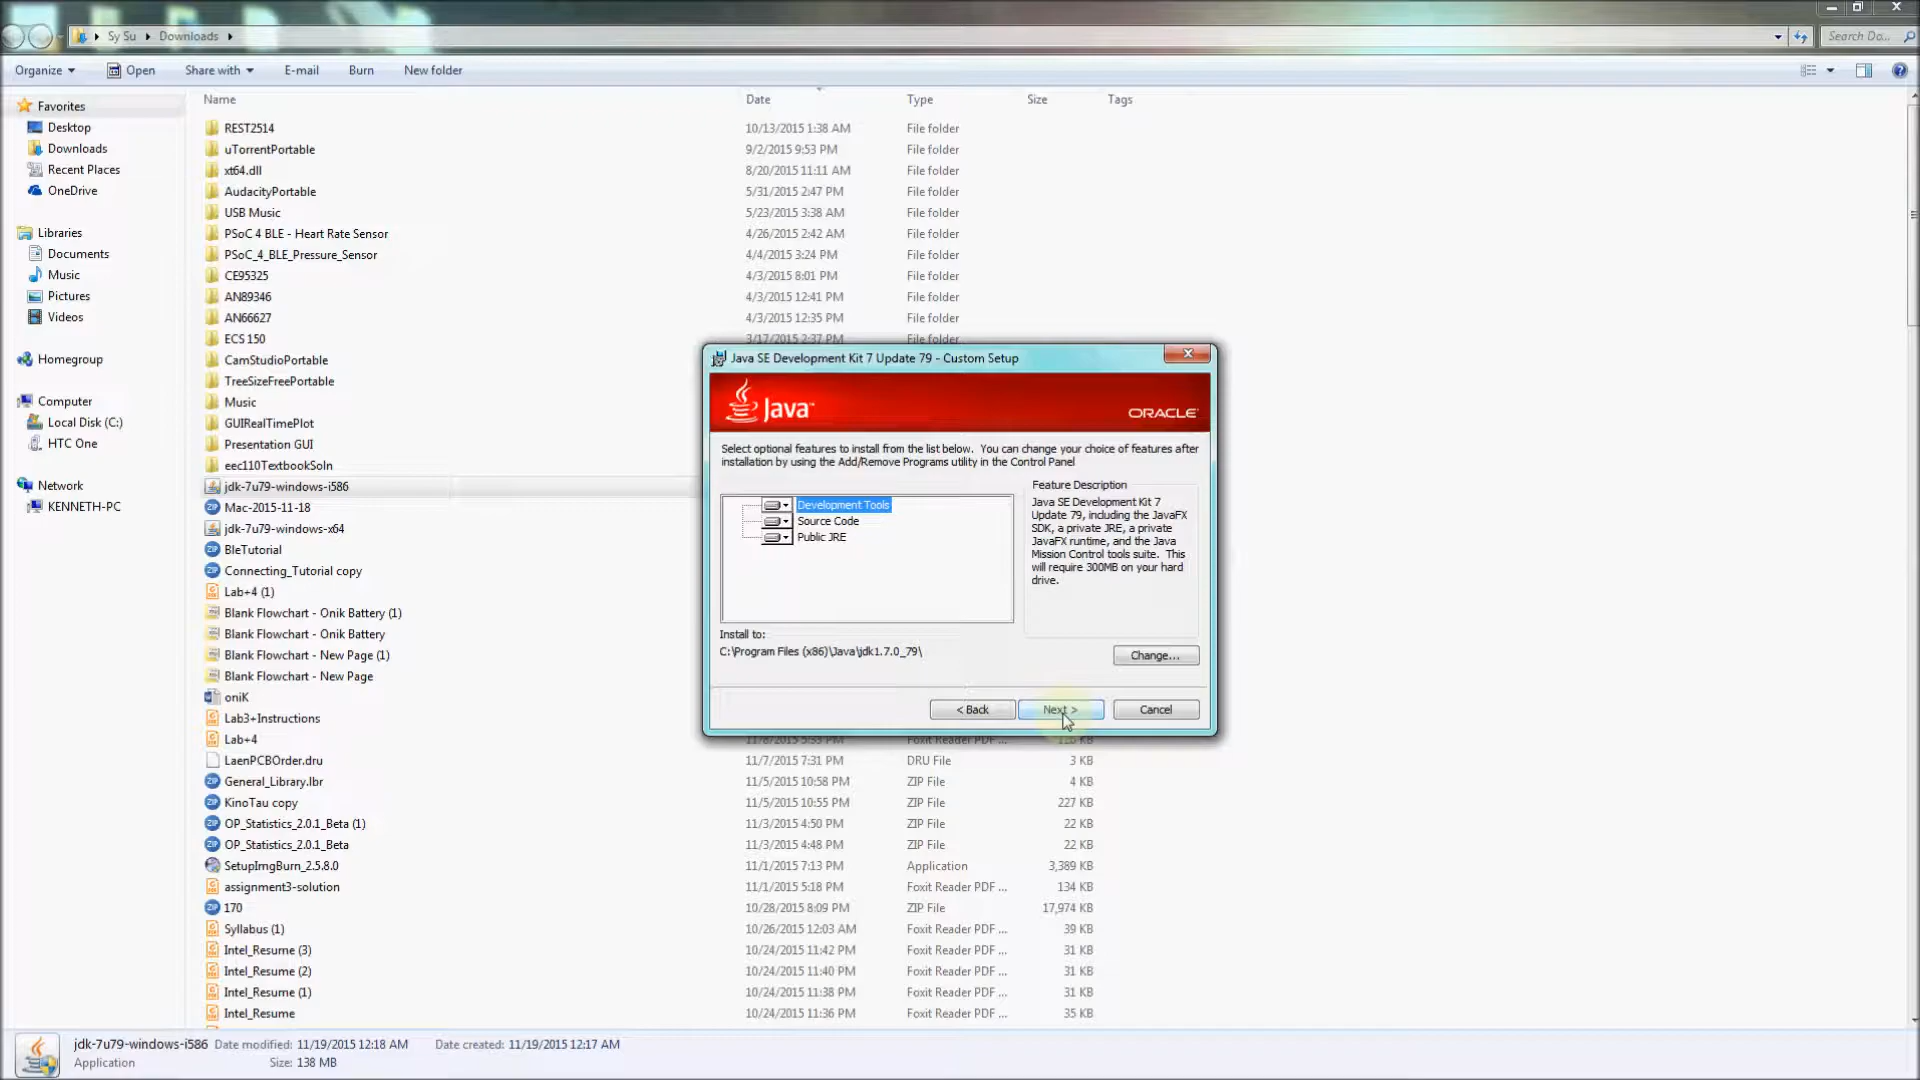 Sy Su Downloads Search Do...
Organize Open Share with E-mail Burn New folder
Name Date Type Size Tags
Favorites
Desktop
Downloads
Recent Places
OneDrive
Libraries
Documents
Music
Pictures
Videos
Homegroup
Computer
Local Disk (C:)
HTC One
Network
KENNETH-PC
REST2514 10/13/2015 1:38 AM File folder
uTorrentPortable 9/2/2015 9:53 PM File folder
xt64.dll 8/20/2015 11:11 AM File folder
AudacityPortable 5/31/2015 2:47 PM File folder
USB Music 5/23/2015 3:38 AM File folder
PSoC 4 BLE - Heart Rate Sensor 4/26/2015 2:42 AM File folder
PSoC_4_BLE_Pressure_Sensor 4/4/2015 3:24 PM File folder
CE95325 4/3/2015 8:01 PM File folder
AN89346 4/3/2015 12:41 PM File folder
AN66627 4/3/2015 12:35 PM File folder
ECS 150 3/17/2015 2:37 PM File folder
CamStudioPortable
TreeSizeFreePortable
Music
GUIRealTimePlot
Presentation GUI
eec110TextbookSoln
jdk-7u79-windows-i586
Mac-2015-11-18
jdk-7u79-windows-x64
BleTutorial
Connecting_Tutorial copy
Lab+4 (1)
Blank Flowchart - Onik Battery (1)
Blank Flowchart - Onik Battery
Blank Flowchart - New Page (1)
Blank Flowchart - New Page
oniK
Lab3+Instructions
Lab+4 11/8/2015 5:35 PM Foxit Reader PDF ... KB
LaenPCBOrder.dru 11/7/2015 7:31 PM DRU File 3 KB
General_Library.lbr 11/5/2015 10:58 PM ZIP File 4 KB
KinoTau copy 11/5/2015 10:55 PM ZIP File 227 KB
OP_Statistics_2.0.1_Beta (1) 11/3/2015 4:50 PM ZIP File 22 KB
OP_Statistics_2.0.1_Beta 11/3/2015 4:48 PM ZIP File 22 KB
SetupImgBurn_2.5.8.0 11/1/2015 7:13 PM Application 3,389 KB
assignment3-solution 11/1/2015 5:18 PM Foxit Reader PDF ... 134 KB
170 10/28/2015 8:09 PM ZIP File 17,974 KB
Syllabus (1) 10/26/2015 12:03 AM Foxit Reader PDF ... 39 KB
Intel_Resume (3) 10/24/2015 11:42 PM Foxit Reader PDF ... 31 KB
Intel_Resume (2) 10/24/2015 11:40 PM Foxit Reader PDF ... 31 KB
Intel_Resume (1) 10/24/2015 11:38 PM Foxit Reader PDF ... 31 KB
Intel_Resume 10/24/2015 11:36 PM Foxit Reader PDF ... 35 KB
Java SE Development Kit 7 Update 79 - Custom Setup
Java ORACLE
Select optional features to install from the list below. You can change your choice of features after
installation by using the Add/Remove Programs utility in the Control Panel
Development Tools
Source Code
Public JRE
Feature Description
Java SE Development Kit 7
Update 79, including the JavaFX
SDK, a private JRE, a private
JavaFX runtime, and the Java
Mission Control tools suite. This
will require 300MB on your hard
drive.
Install to:
C:\Program Files (x86)\Java\jdk1.7.0_79\
Change...
< Back Next > Cancel
jdk-7u79-windows-i586 Date modified: 11/19/2015 12:18 AM Date created: 11/19/2015 12:17 AM
Application Size: 138 MB